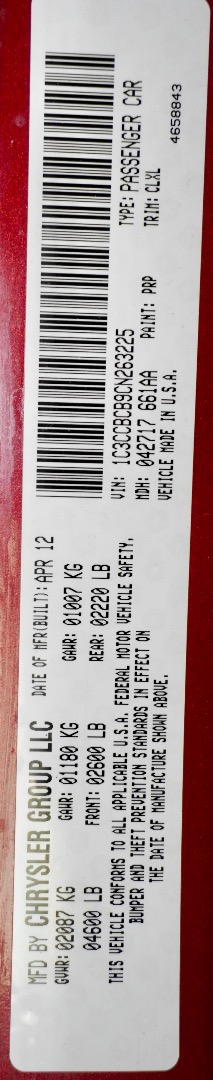 MFD BY CHRYSLER GROUP LLC DATE OF MFR(BUILT): APR 12
GVWR: 02087 KG GAWR: 01180 KG GAWR: 01007 KG
04600 LB FRONT: 02600 LB REAR: 02220 LB
THIS VEHICLE CONFORMS TO ALL APPLICABLE U.S.A. FEDERAL MOTOR VEHICLE SAFETY,
BUMPER AND THEFT PREVENTION STANDARDS IN EFFECT ON
THE DATE OF MANUFACTURE SHOWN ABOVE.
VIN: 1C3CCBCB9CN263225 TYPE: PASSENGER CAR
MDH: 042717 661AA PAINT: PRP TRIM: CLXL
VEHICLE MADE IN U.S.A.
4658843